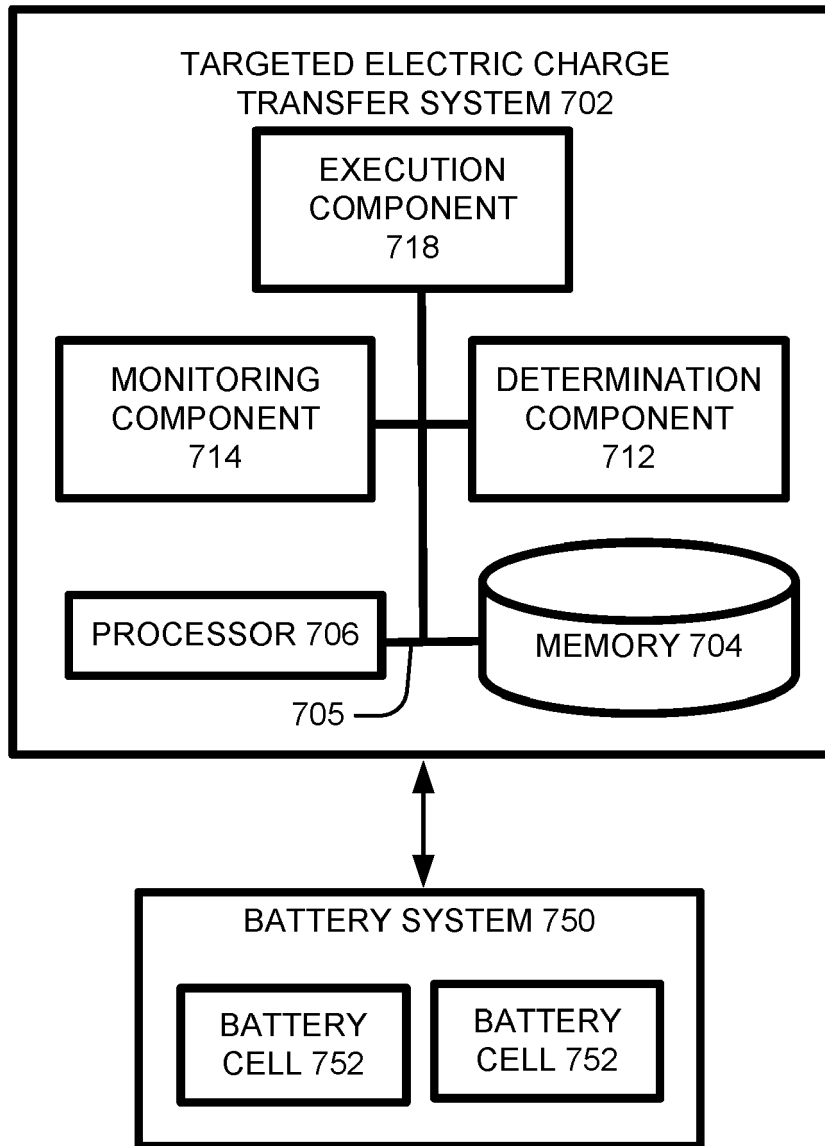 TARGETED ELECTRIC CHARGE
TRANSFER SYSTEM 702
EXECUTION
COMPONENT
718
MONITORING
COMPONENT
714
DETERMINATION
COMPONENT
712
PROCESSOR 706
MEMORY 704
705
BATTERY SYSTEM 750
BATTERY
CELL 752
BATTERY
CELL 752